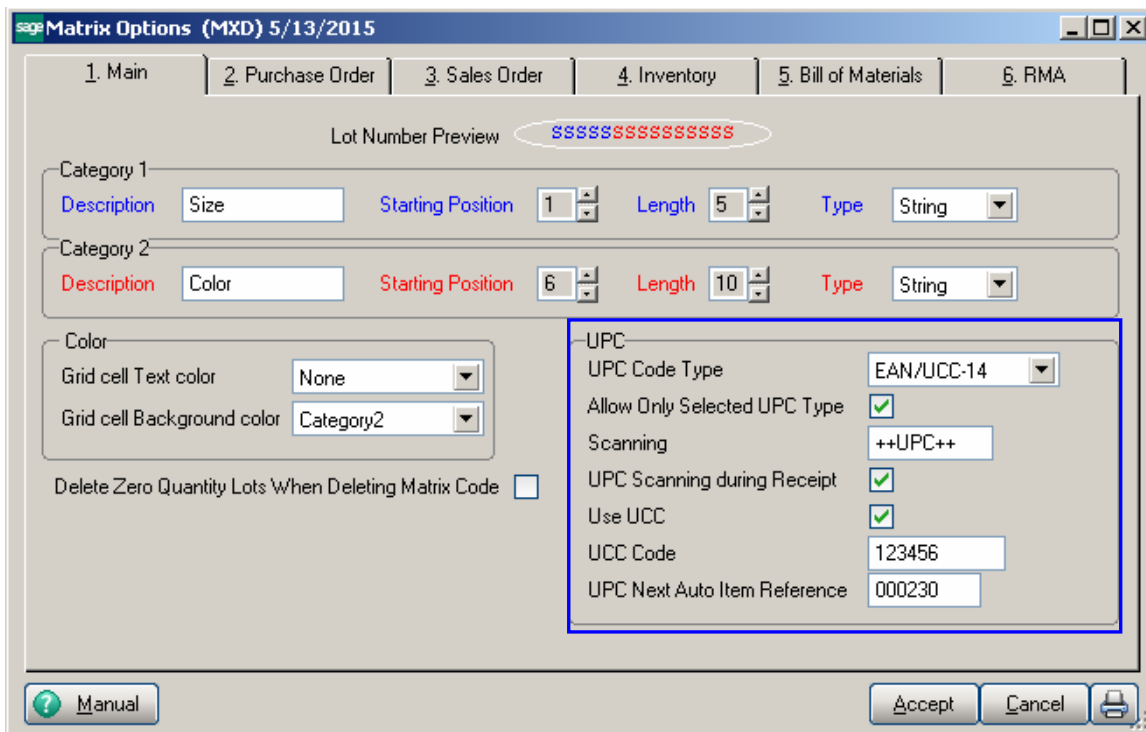 sage Matrix Options (MXD) 5/13/2015
1. Main 2. Purchase Order 3. Sales Order 4. Inventory 5. Bill of Materials 6. RMA
Lot Number Preview SSSSSSSSSSSSSSS
Category 1
Description Size Starting Position 1 Length 5 Type String
Category 2
Description Color Starting Position 6 Length 10 Type String
Color
Grid cell Text color None
Grid cell Background color Category2
Delete Zero Quantity Lots When Deleting Matrix Code
UPC
UPC Code Type EAN/UCC-14
Allow Only Selected UPC Type
Scanning ++UPC++
UPC Scanning during Receipt
Use UCC
UCC Code 123456
UPC Next Auto Item Reference 000230
? Manual Accept Cancel